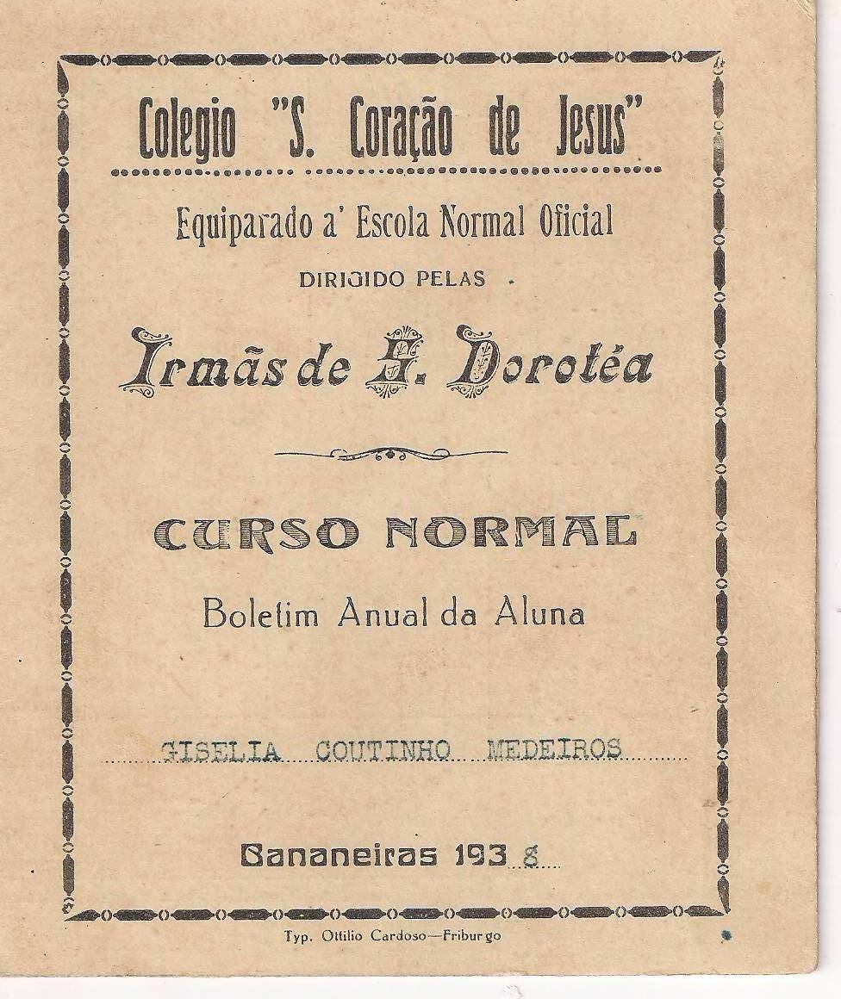 Colegio "S. Coração de Jesus"
Equiparado a' Escola Normal Oficial
DIRIGIDO PELAS
Irmãs de S. Dorotéa
CURSO NORMAL
Boletim Anual da Aluna
GISELIA COUTINHO MEDEIROS
Bananeiras 1938
Typ. Ottilio Cardoso—Friburgo